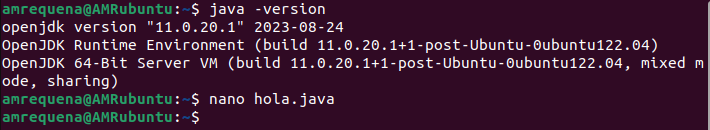 amrequena@AMRubuntu:~$ java -version
openjdk version "11.0.20.1" 2023-08-24
OpenJDK Runtime Environment (build 11.0.20.1+1-post-Ubuntu-0ubuntu122.04)
OpenJDK 64-Bit Server VM (build 11.0.20.1+1-post-Ubuntu-0ubuntu122.04, mixed m
ode, sharing)
amrequena@AMRubuntu:~$ nano hola.java
amrequena@AMRubuntu:~$